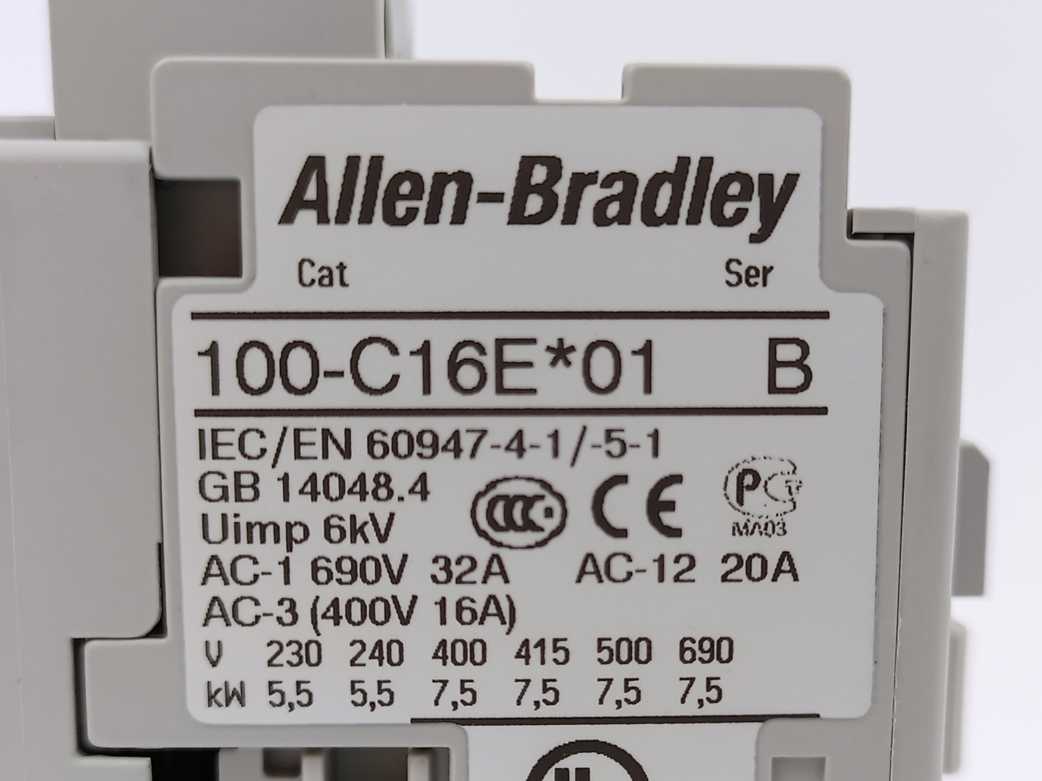 Allen-Bradley
Cat Ser
100-C16E*01 B
IEC/EN 60947-4-1/-5-1
GB 14048.4
CCC CE PCT
MA03
Uimp 6kV
AC-1 690V 32A AC-12 20A
AC-3 (400V 16A)
V 230 240 400 415 500 690
kW 5,5 5,5 7,5 7,5 7,5 7,5